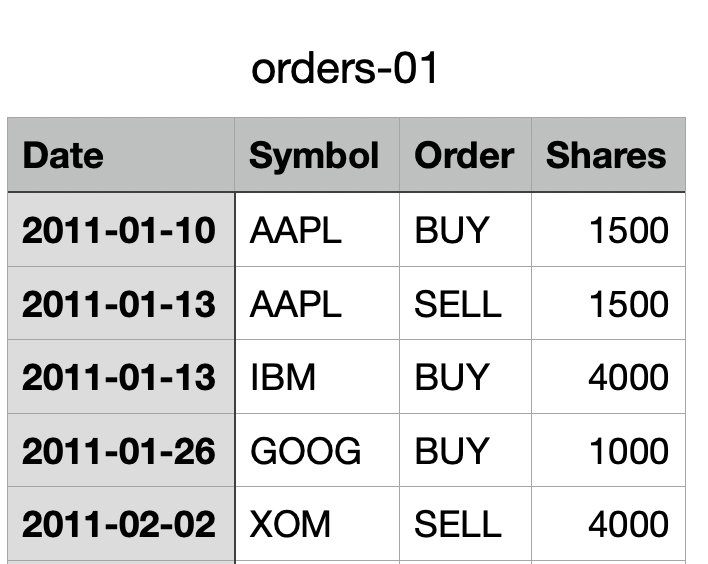 orders-01
Date Symbol Order Shares
2011-01-10 AAPL BUY 1500
2011-01-13 AAPL SELL 1500
2011-01-13 IBM BUY 4000
2011-01-26 GOOG BUY 1000
2011-02-02 XOM SELL 4000